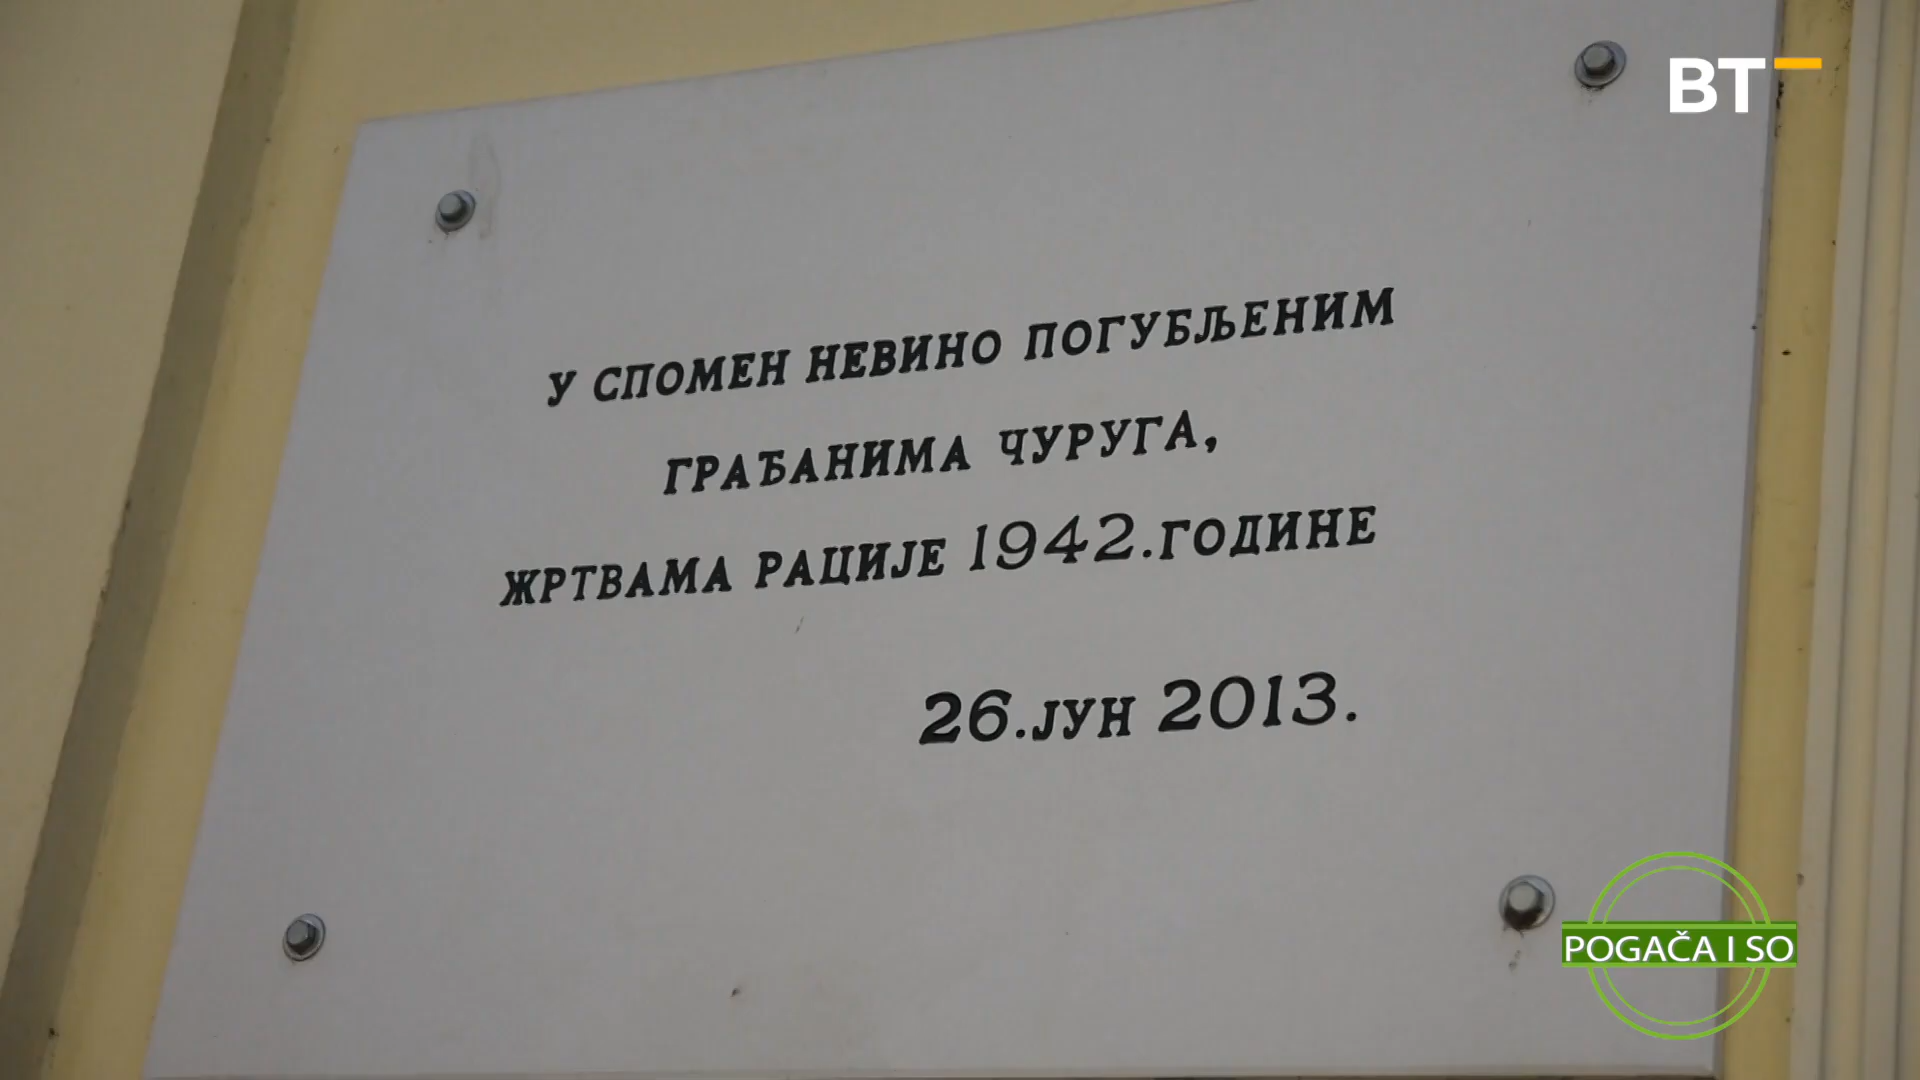 BT
У СПОМЕН НЕВИНО ПОГУБЉЕНИМ
ГРАЂАНИМА ЧУРУГА,
ЖРТВАМА РАЦИЈЕ 1942.ГОДИНЕ
26.ЈУН 2013.
POGAČA I SO